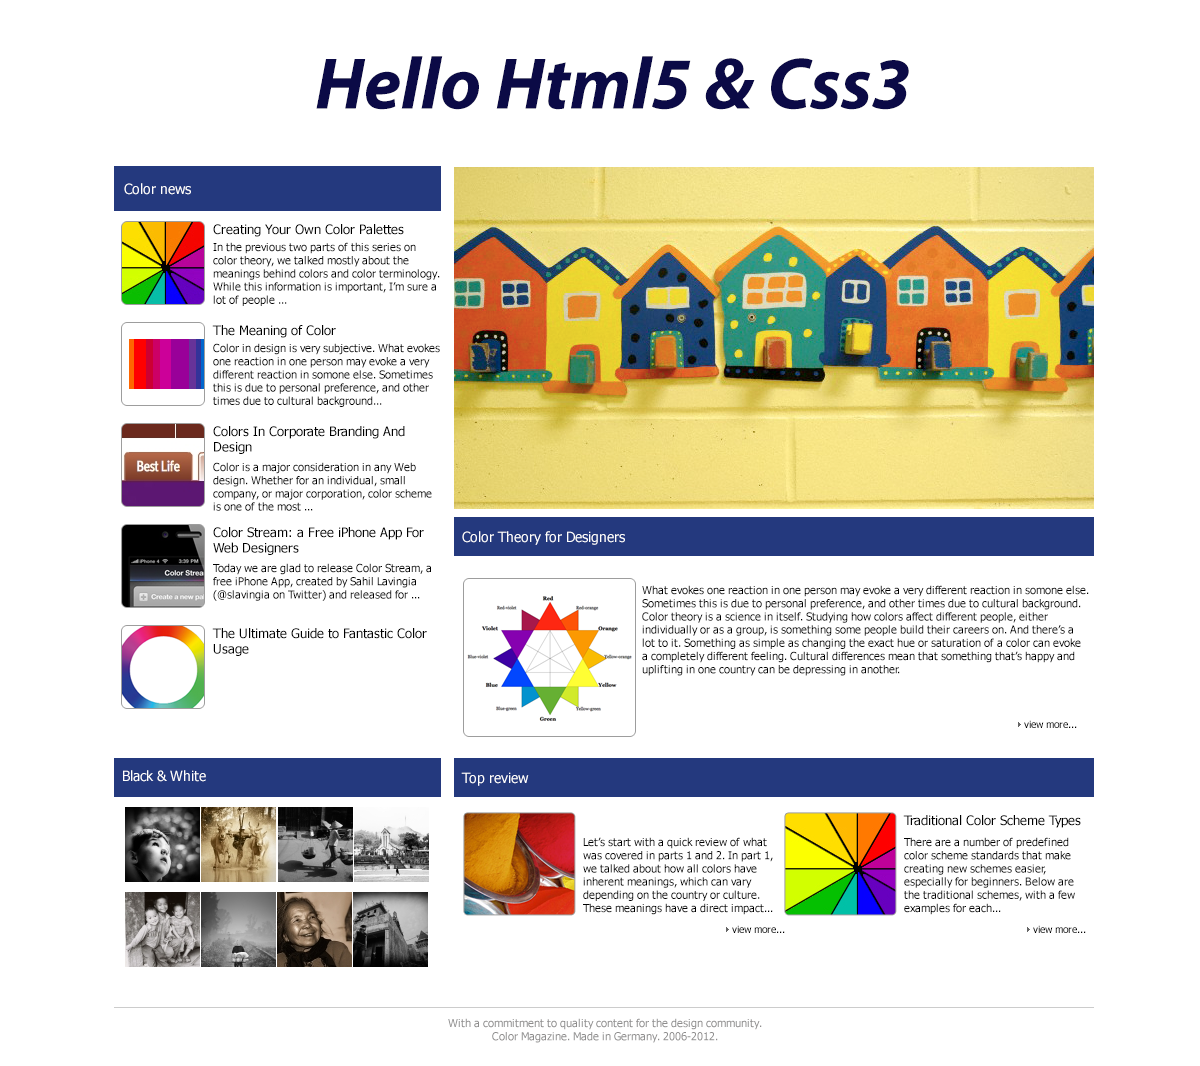 Hello Html5 & Css3
Color news
Creating Your Own Color Palettes
In the previous two parts of this series on
color theory, we talked mostly about the
meanings behind colors and color terminology.
While this information is important, I'm sure a
lot of people ...
The Meaning of Color
Color in design is very subjective. What evokes
one reaction in one person may evoke a very
different reaction in somone else. Sometimes
this is due to personal preference, and other
times due to cultural background...
Best Life
Colors In Corporate Branding And
Design
Color is a major consideration in any Web
design. Whether for an individual, small
company, or major corporation, color scheme
is one of the most ...
iPhone 4 3:39 PM
Color Strea
Create a new pa
Color Stream: a Free iPhone App For
Web Designers
Today we are glad to release Color Stream, a
free iPhone App, created by Sahil Lavingia
(@slavingia on Twitter) and released for ...
The Ultimate Guide to Fantastic Color
Usage
Color Theory for Designers
Red
Red-violet Red-orange
Violet Orange
Blue-violet Yellow-orange
Blue Yellow
Blue-green Yellow-green
Green
What evokes one reaction in one person may evoke a very different reaction in somone else.
Sometimes this is due to personal preference, and other times due to cultural background.
Color theory is a science in itself. Studying how colors affect different people, either
individually or as a group, is something some people build their careers on. And there's a
lot to it. Something as simple as changing the exact hue or saturation of a color can evoke
a completely different feeling. Cultural differences mean that something that's happy and
uplifting in one country can be depressing in another.
view more...
Black & White
Top review
Let's start with a quick review of what
was covered in parts 1 and 2. In part 1,
we talked about how all colors have
inherent meanings, which can vary
depending on the country or culture.
These meanings have a direct impact...
view more...
Traditional Color Scheme Types
There are a number of predefined
color scheme standards that make
creating new schemes easier,
especially for beginners. Below are
the traditional schemes, with a few
examples for each...
view more...
With a commitment to quality content for the design community.
Color Magazine. Made in Germany. 2006-2012.